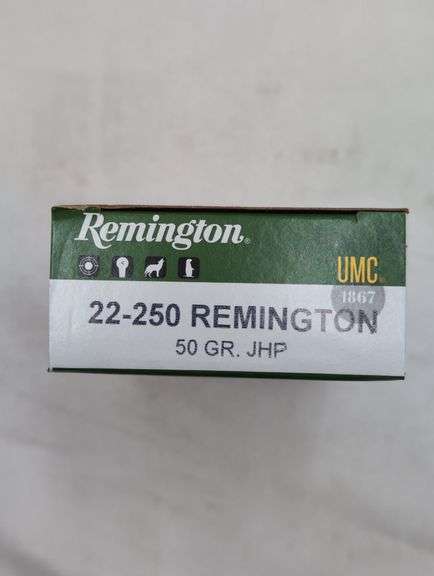 Remington®
UMC®
1867
22-250 REMINGTON
50 GR. JHP